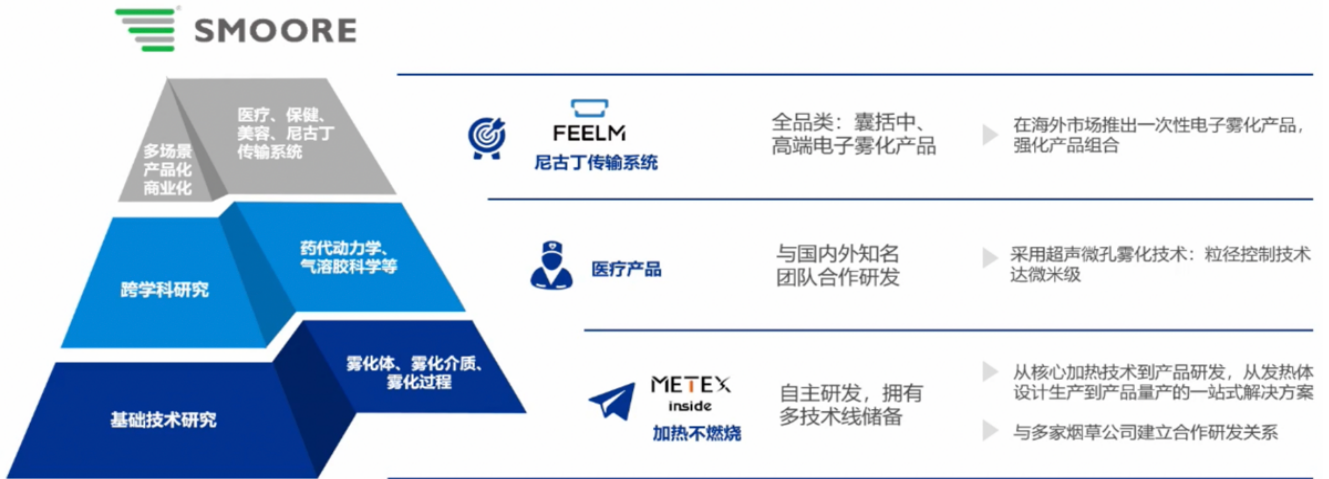 SMOORE
医疗、保健、
美容、尼古丁
传输系统
多场景
产品化
商业化
药代动力学、
气溶胶科学等
跨学科研究
雾化体、雾化介质、
雾化过程
基础技术研究
FEELM
尼古丁传输系统
全品类：囊括中、
高端电子雾化产品
在海外市场推出一次性电子雾化产品，
强化产品组合
医疗产品
与国内外知名
团队合作研发
采用超声微孔雾化技术：粒径控制技术
达微米级
METEX
inside
加热不燃烧
自主研发，拥有
多技术线储备
从核心加热技术到产品研发，从发热体
设计生产到产品量产的一站式解决方案
与多家烟草公司建立合作研发关系